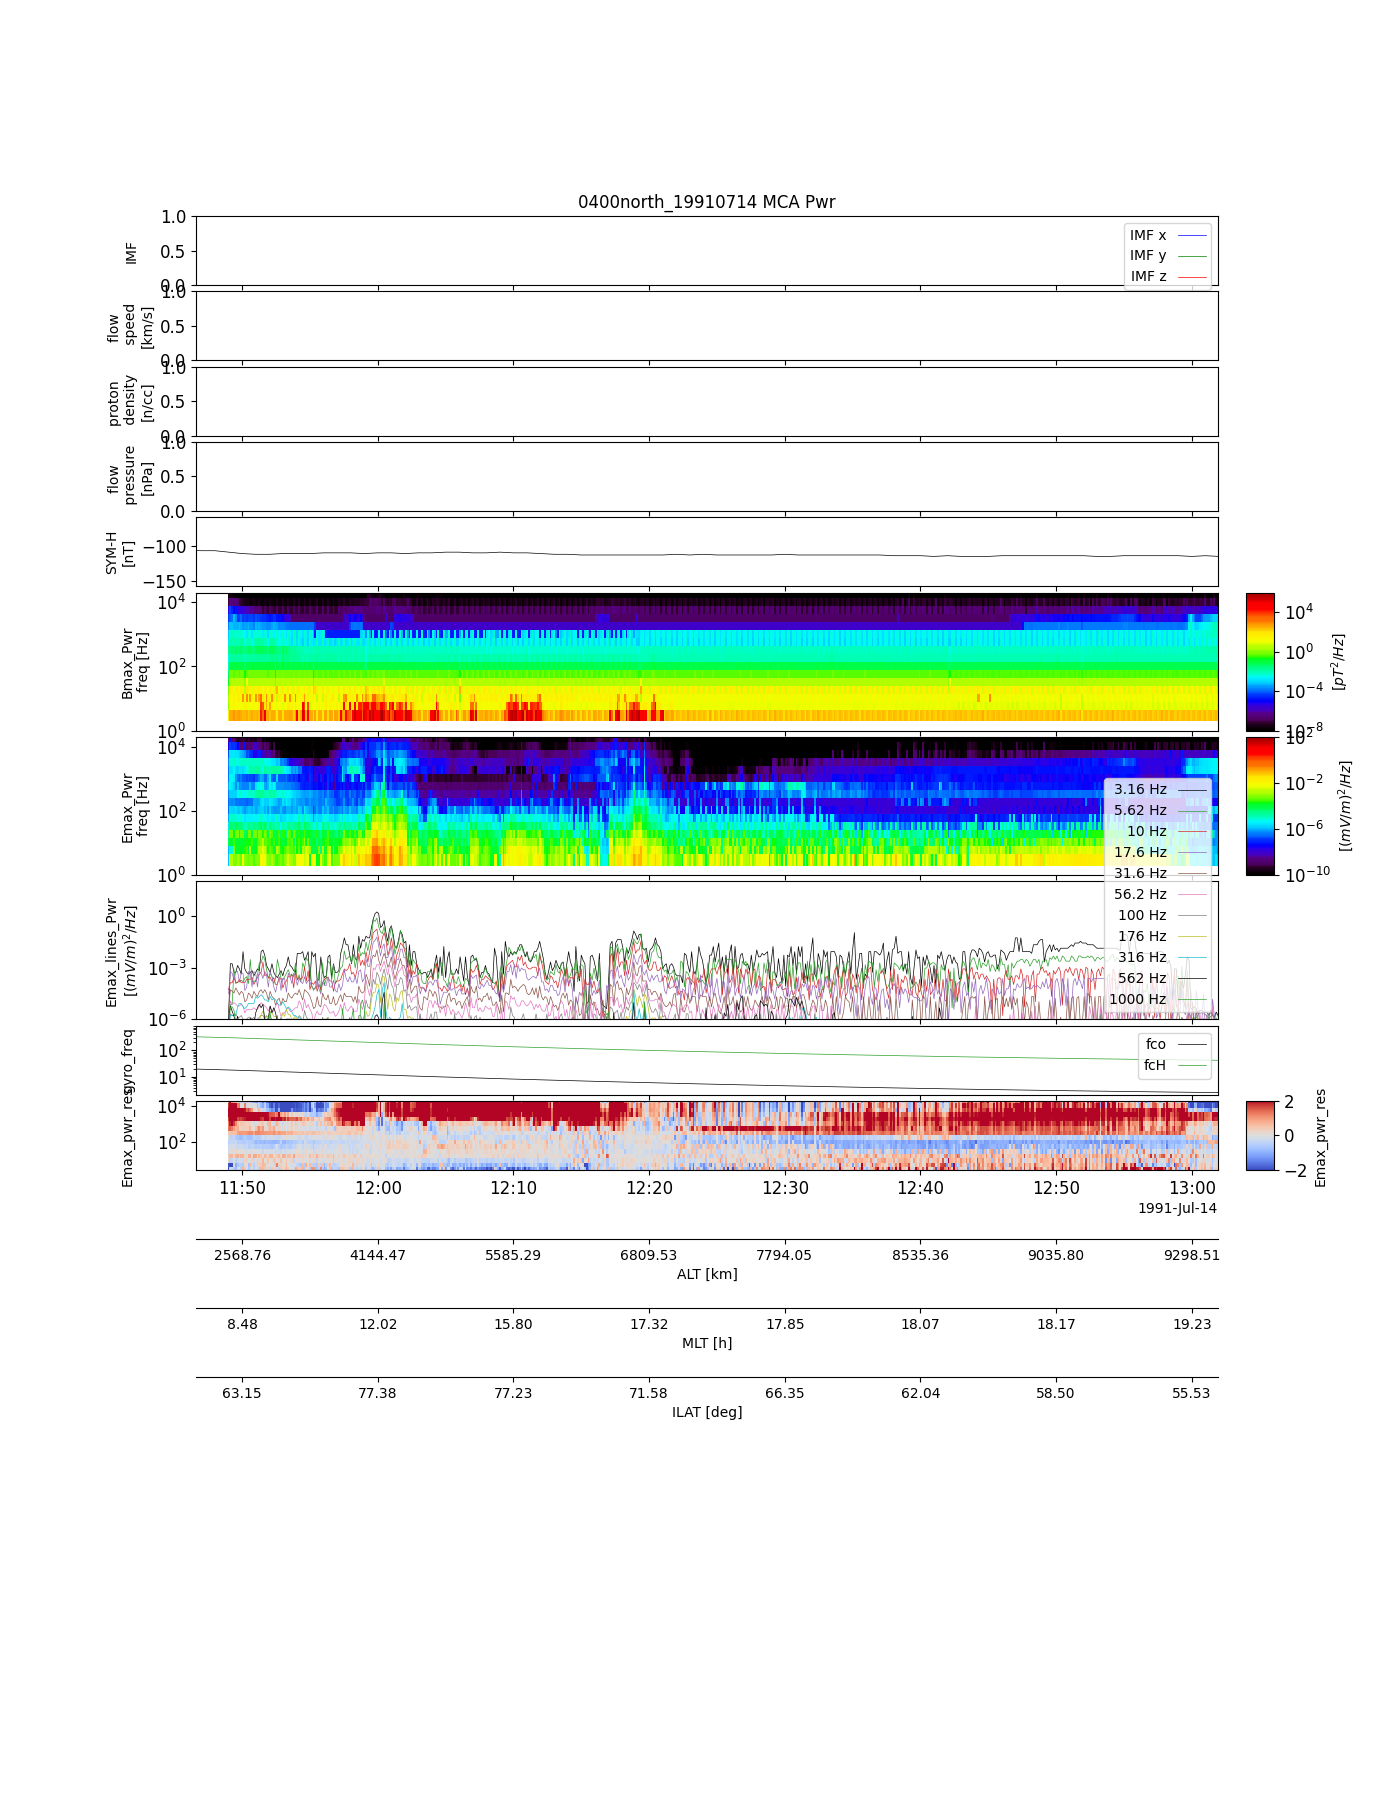 0400north_19910714 MCA Pwr
IMF
1.0
0.5
0.0
IMF x
IMF y
IMF z
flow
speed
[km/s]
1.0
0.5
0.0
proton
density
[n/cc]
1.0
0.5
0.0
flow
pressure
[nPa]
1.0
0.5
0.0
SYM-H
[nT]
−100
−150
Bmax_Pwr
freq [Hz]
10^4
10^2
10^0
10^4
10^0
10^−4
10^−8
[pT^2/Hz]
Emax_Pwr
freq [Hz]
10^4
10^2
10^0
10^2
10^−2
10^−6
10^−10
[(mV/m)^2/Hz]
3.16 Hz
5.62 Hz
10 Hz
17.6 Hz
31.6 Hz
56.2 Hz
100 Hz
176 Hz
316 Hz
562 Hz
1000 Hz
Emax_lines_Pwr
[(mV/m)^2/Hz]
10^0
10^−3
10^−6
gyro_freq
10^2
10^1
fco
fcH
Emax_pwr_res
10^4
10^2
2
0
−2
Emax_pwr_res
11:50 12:00 12:10 12:20 12:30 12:40 12:50 13:00
1991-Jul-14
2568.76 4144.47 5585.29 6809.53 7794.05 8535.36 9035.80 9298.51
ALT [km]
8.48 12.02 15.80 17.32 17.85 18.07 18.17 19.23
MLT [h]
63.15 77.38 77.23 71.58 66.35 62.04 58.50 55.53
ILAT [deg]